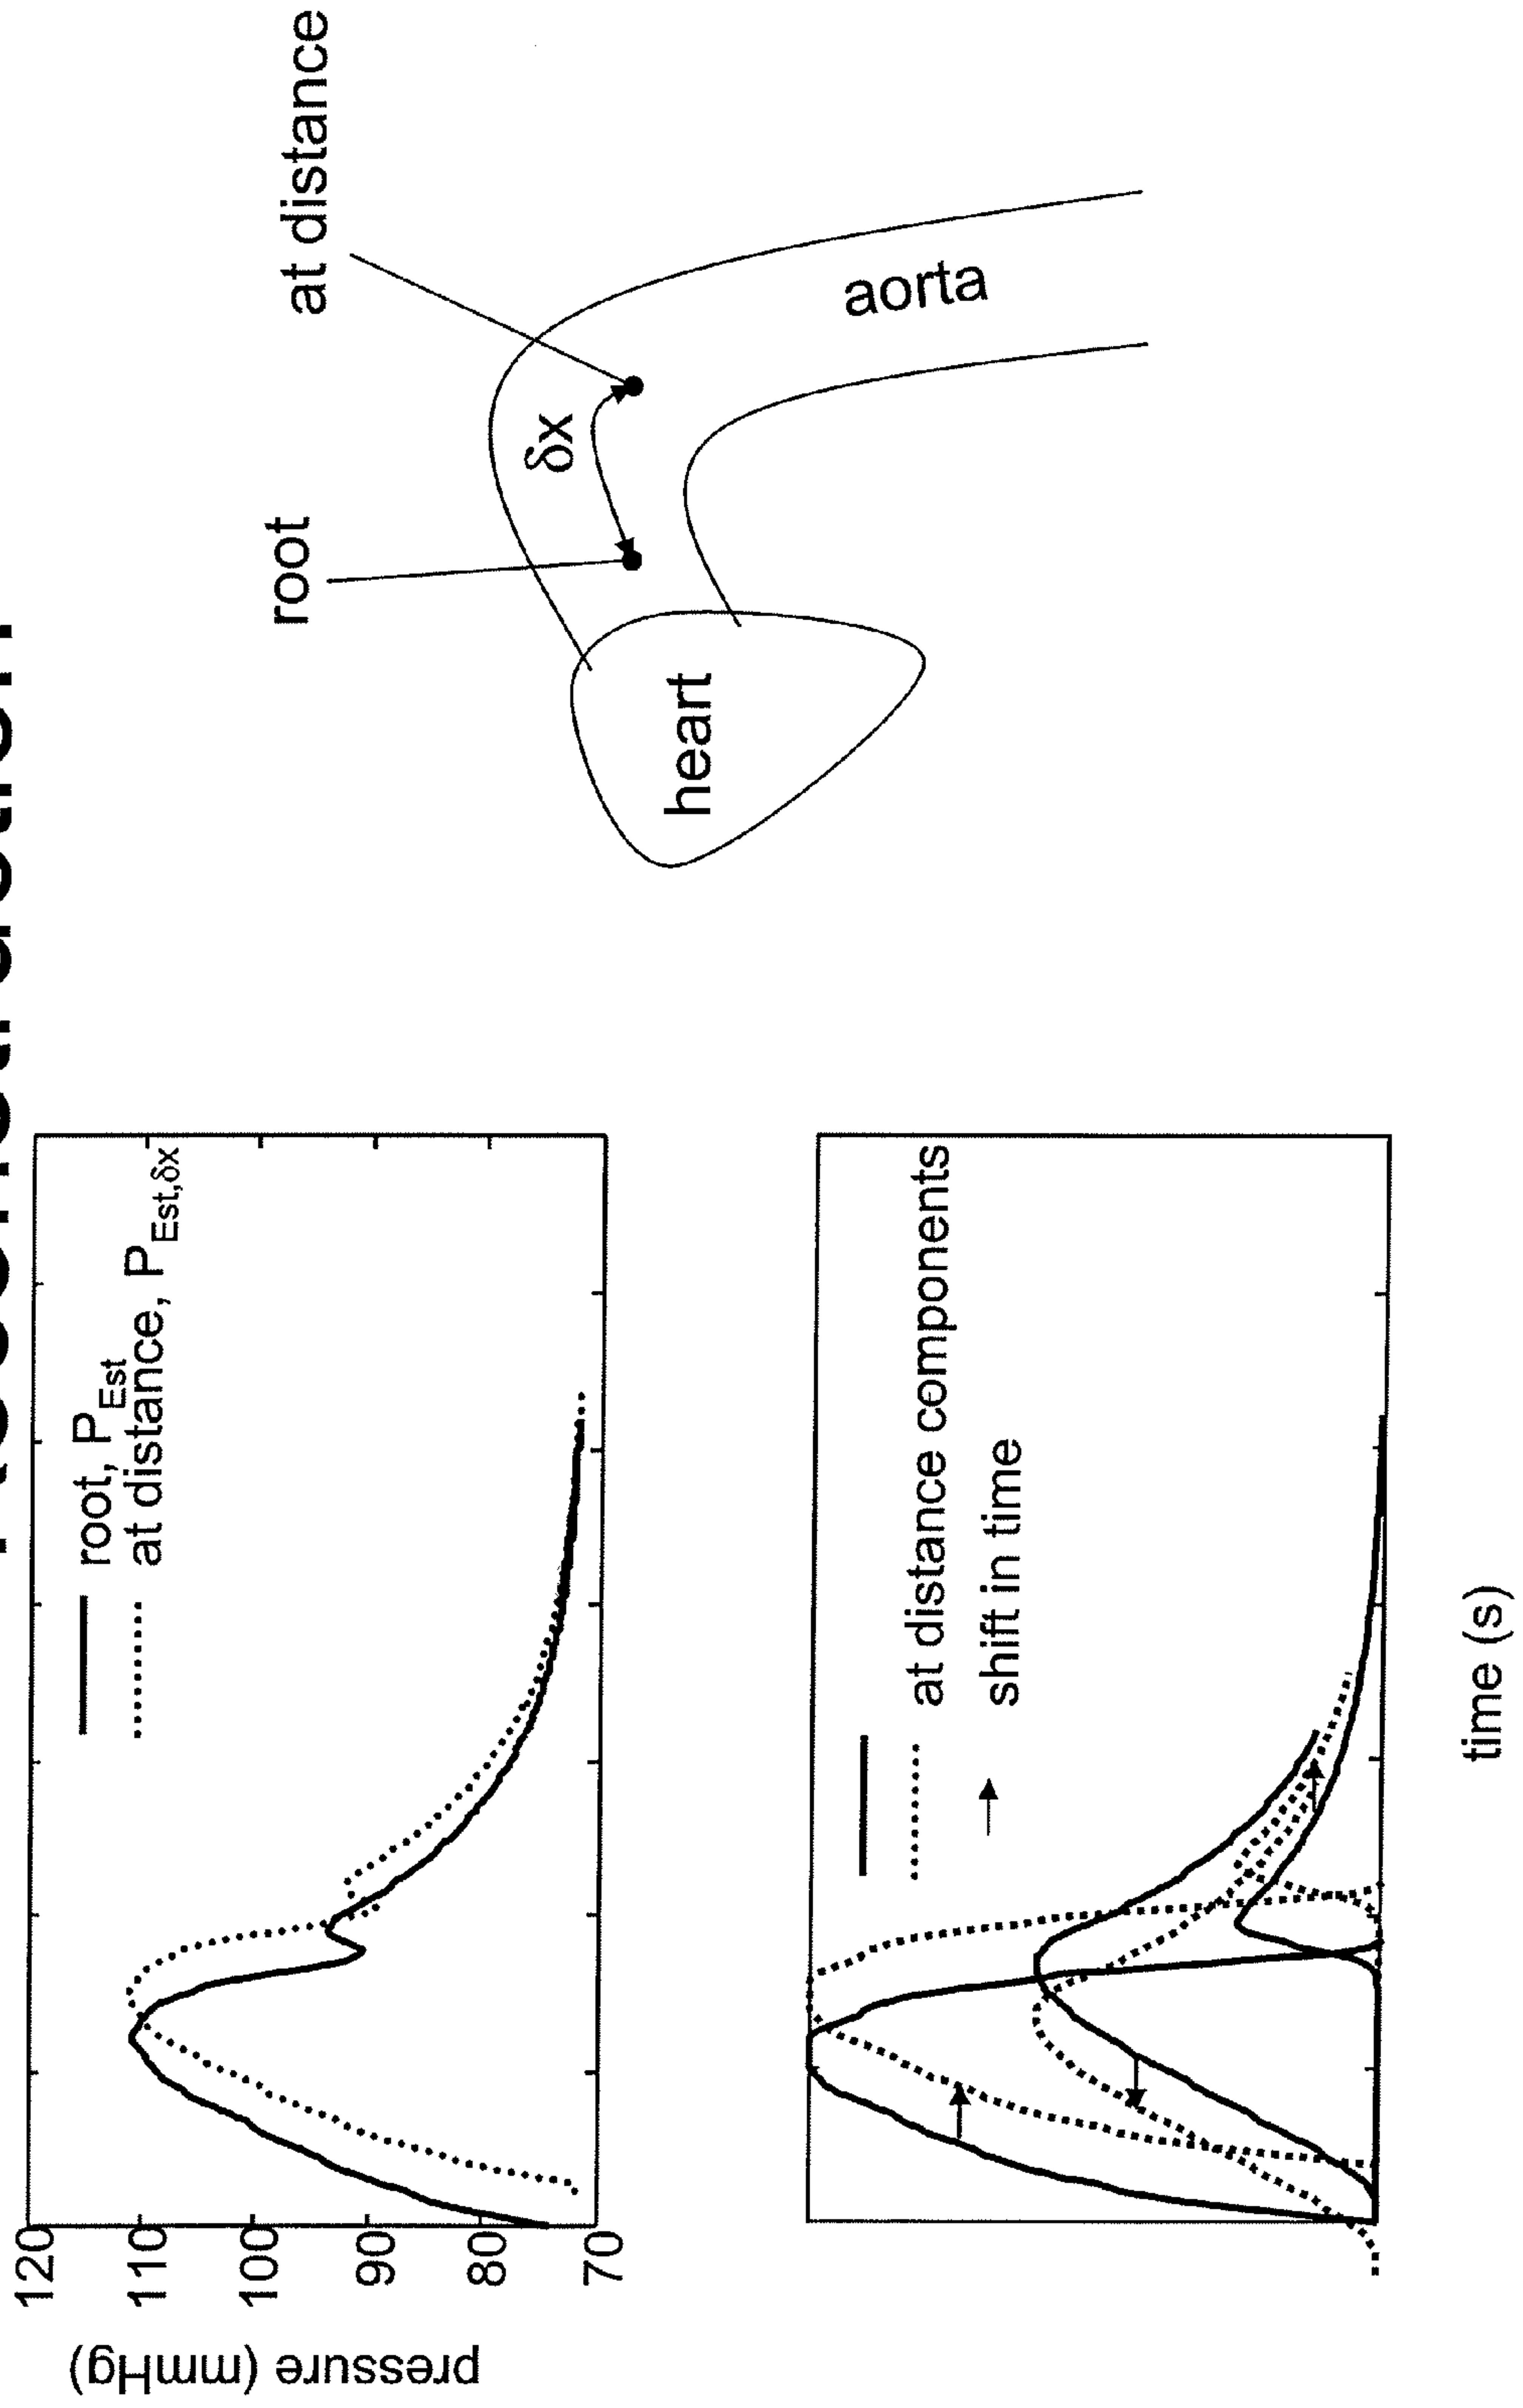 120
110
100
90
80
70
pressure (mmHg)
root, P_Est
at distance, P_Est,δx
at distance components
shift in time
time (s)
root
at distance
δx
heart
aorta